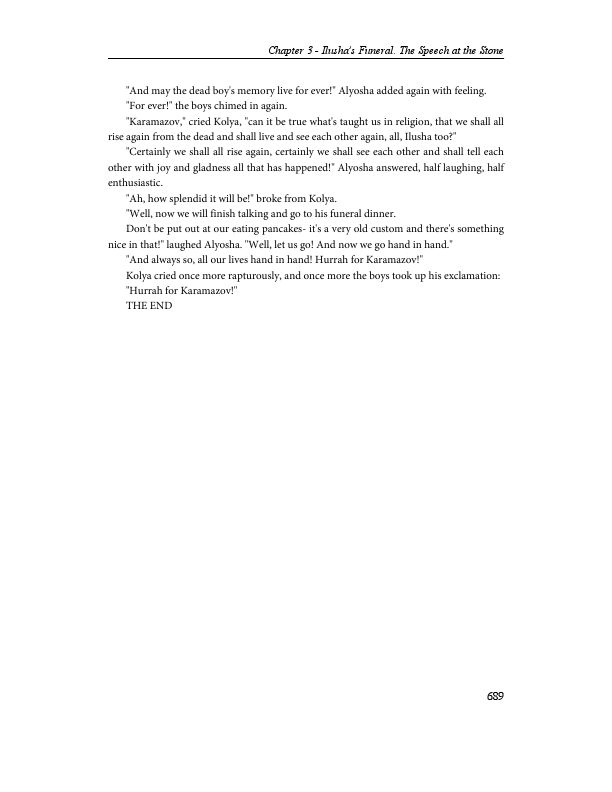 Chapter 3 - Ilusha's Funeral. The Speech at the Stone
"And may the dead boy's memory live for ever!" Alyosha added again with feeling.
"For ever!" the boys chimed in again.
"Karamazov," cried Kolya, "can it be true what's taught us in religion, that we shall all
rise again from the dead and shall live and see each other again, all, Ilusha too?"
"Certainly we shall all rise again, certainly we shall see each other and shall tell each
other with joy and gladness all that has happened!" Alyosha answered, half laughing, half
enthusiastic.
"Ah, how splendid it will be!" broke from Kolya.
"Well, now we will finish talking and go to his funeral dinner.
Don't be put out at our eating pancakes- it's a very old custom and there's something
nice in that!" laughed Alyosha. "Well, let us go! And now we go hand in hand."
"And always so, all our lives hand in hand! Hurrah for Karamazov!"
Kolya cried once more rapturously, and once more the boys took up his exclamation:
"Hurrah for Karamazov!"
THE END
689